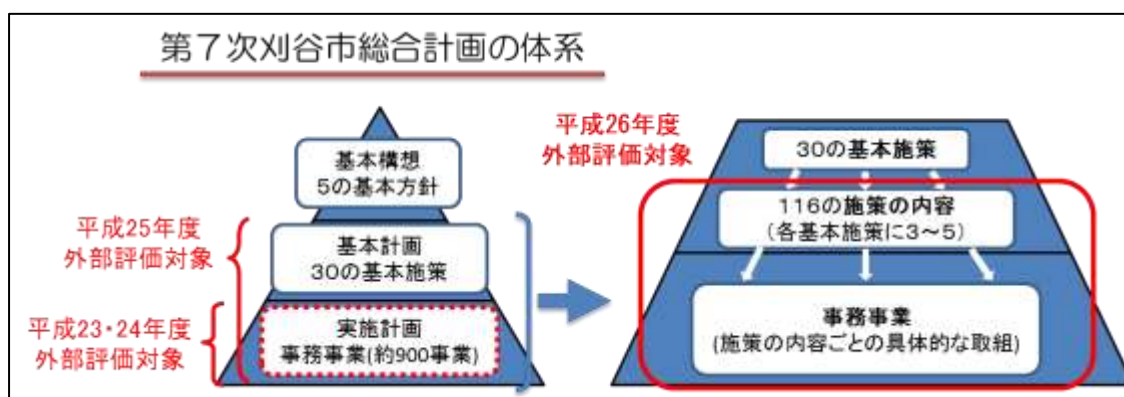 第7次刈谷市総合計画の体系
基本構想
5の基本方針
平成25年度
外部評価対象
基本計画
30の基本施策
平成23・24年度
外部評価対象
実施計画
事務事業(約900事業)
平成26年度
外部評価対象
30の基本施策
116の施策の内容
(各基本施策に3～5)
事務事業
(施策の内容ごとの具体的な取組)